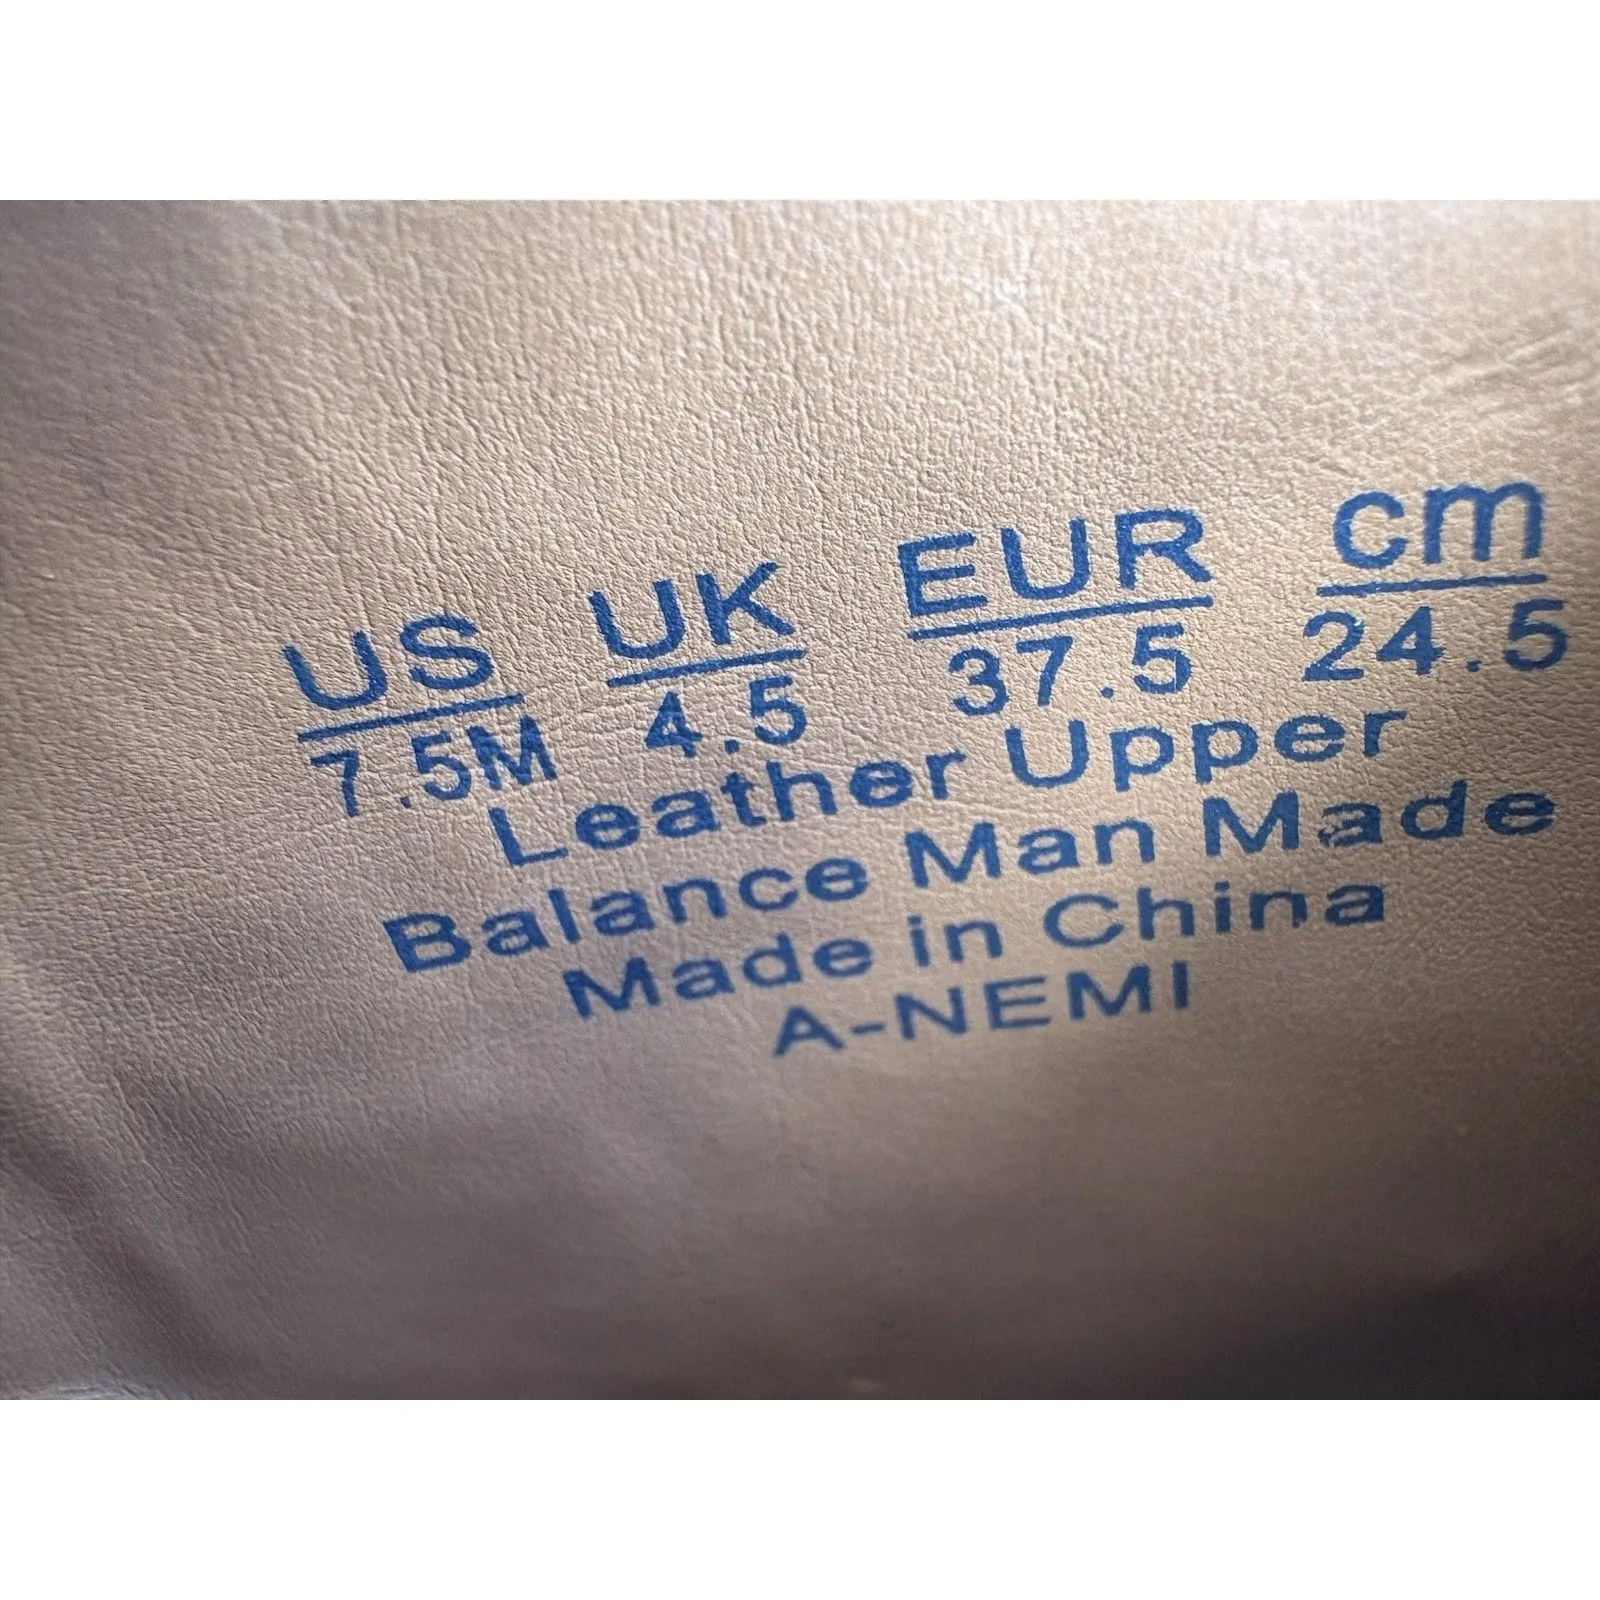 US UK EUR cm
7.5M 4.5 37.5 24.5
Leather Upper
Balance Man Made
Made in China
A-NEMI